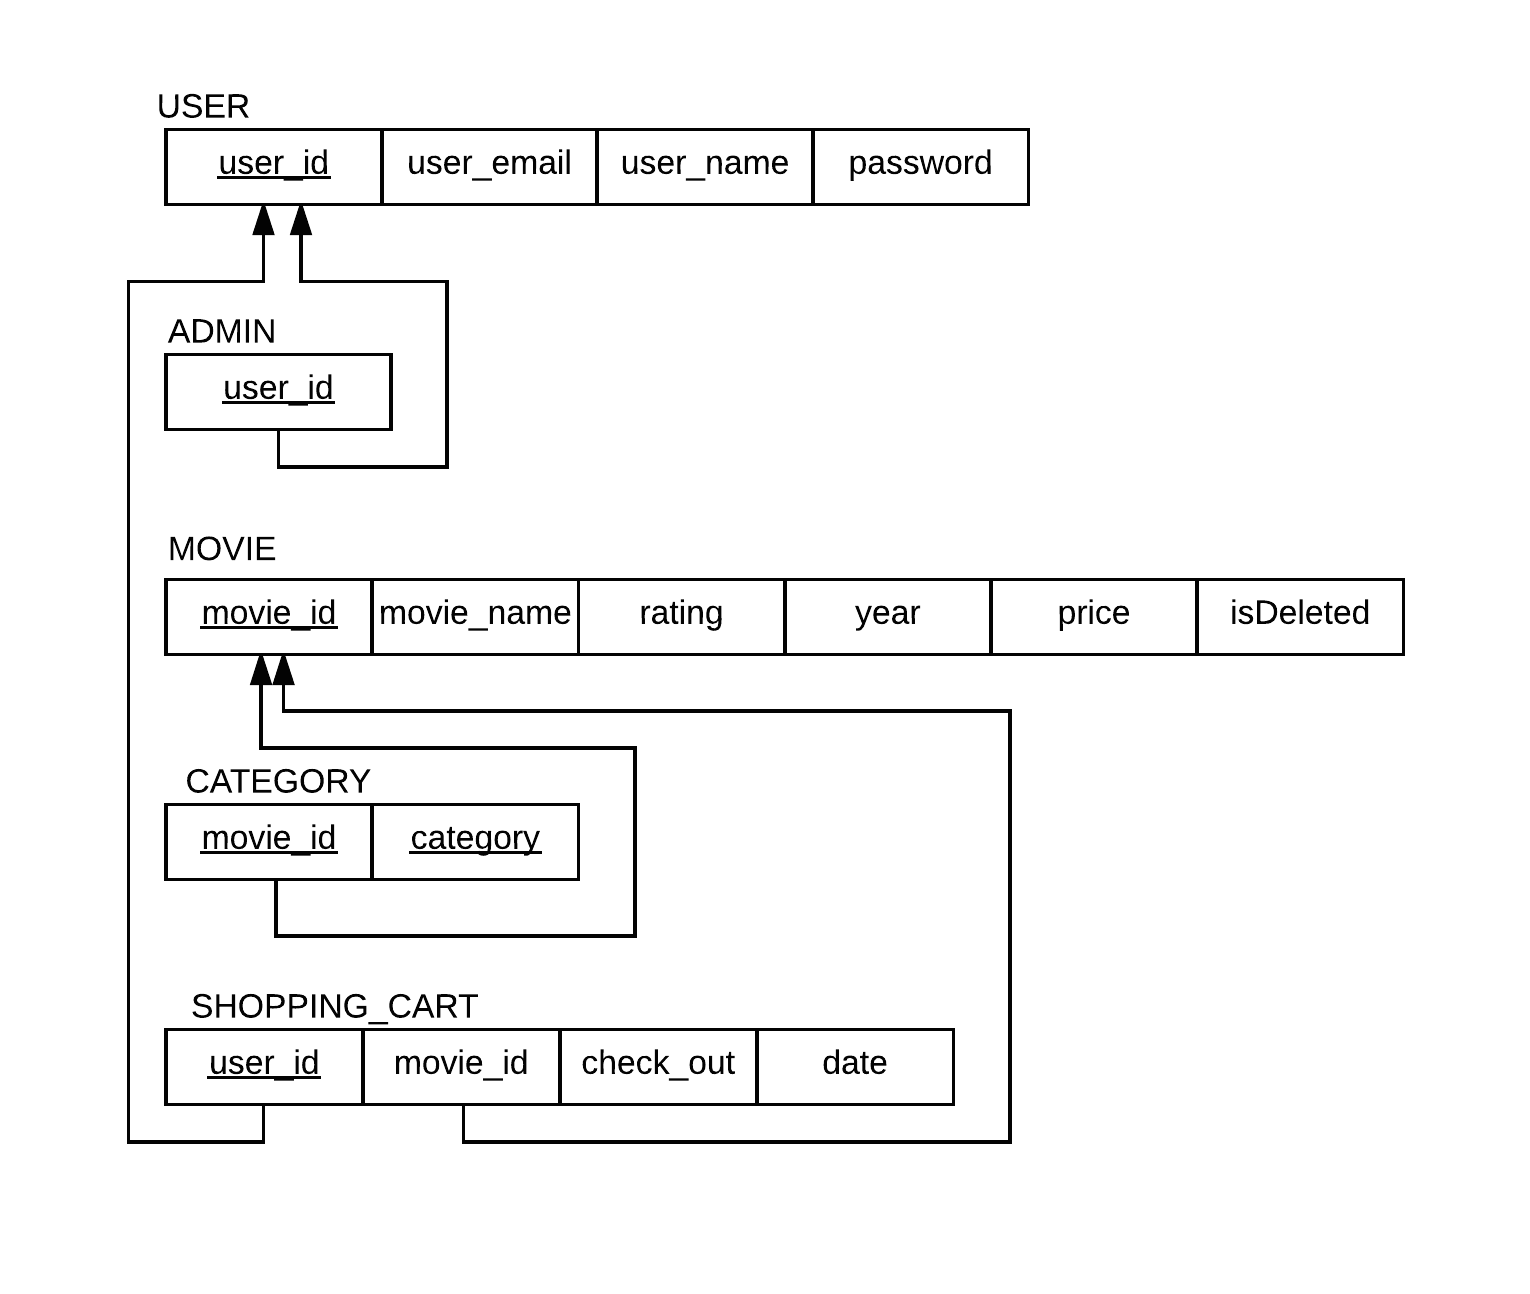 USER
user_id user_email user_name password
ADMIN
user_id
MOVIE
movie_id movie_name rating year price isDeleted
CATEGORY
movie_id category
SHOPPING_CART
user_id movie_id check_out date